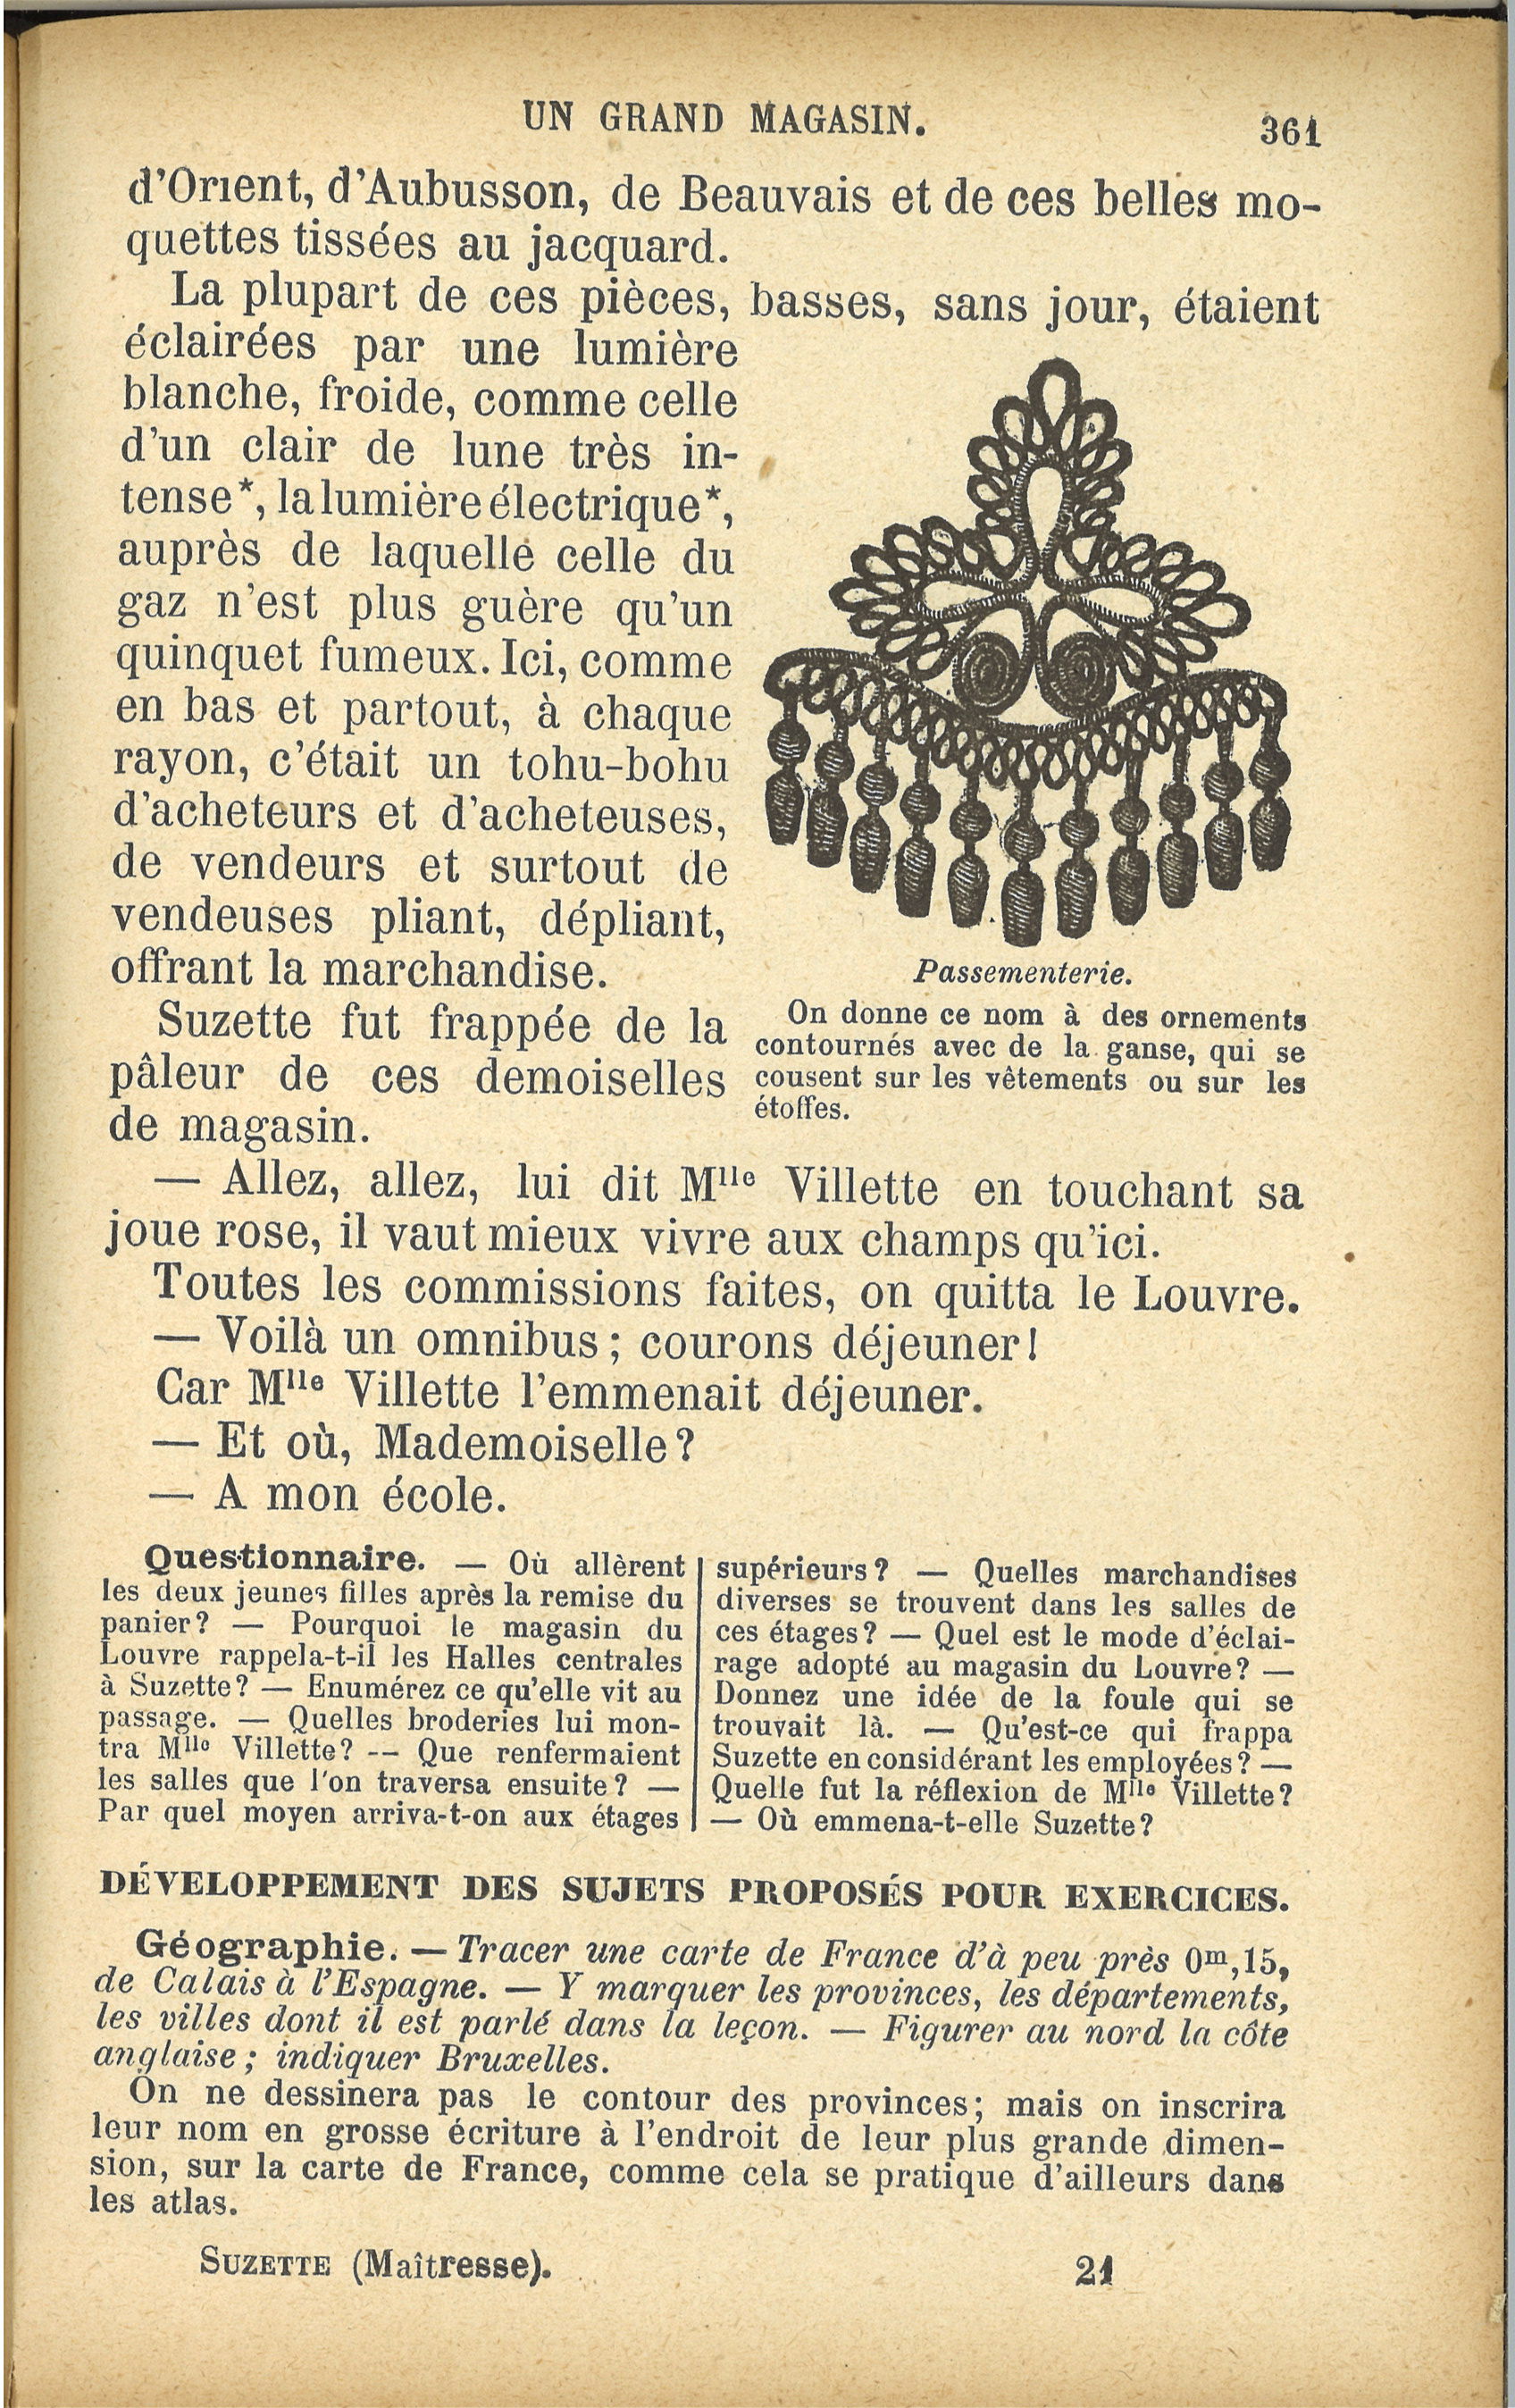 UN GRAND MAGASIN.
361
d'Orient, d'Aubusson, de Beauvais et de ces belles mo-
quettes tissées au jacquard.
La plupart de ces pièces, basses, sans jour, étaient
éclairées par une lumière
blanche, froide, comme celle
d'un clair de lune très in-
tense*, la lumière électrique*,
auprès de laquelle celle du
gaz n'est plus guère qu'un
quinquet fumeux. Ici, comme
en bas et partout, à chaque
rayon, c'était un tohu-bohu
d'acheteurs et d'acheteuses,
de vendeurs et surtout de
vendeuses pliant, dépliant,
offrant la marchandise.
Suzette fut frappée de la
pâleur de ces demoiselles
de magasin.
Passementerie.
On donne ce nom à des ornements
contournés avec de la ganse, qui se
cousent sur les vêtements ou sur les
étoffes.
— Allez, allez, lui dit Mlle Villette en touchant sa
joue rose, il vaut mieux vivre aux champs qu'ici.
Toutes les commissions faites, on quitta le Louvre.
— Voilà un omnibus ; courons déjeuner !
Car Mlle Villette l'emmenait déjeuner.
— Et où, Mademoiselle ?
— A mon école.
Questionnaire. — Où allèrent
les deux jeunes filles après la remise du
panier ? — Pourquoi le magasin du
Louvre rappela-t-il les Halles centrales
à Suzette ? — Enumérez ce qu'elle vit au
passage. — Quelles broderies lui mon-
tra Mlle Villette ? — Que renfermaient
les salles que l'on traversa ensuite ? —
Par quel moyen arriva-t-on aux étages
supérieurs ? — Quelles marchandises
diverses se trouvent dans les salles de
ces étages ? — Quel est le mode d'éclai-
rage adopté au magasin du Louvre ? —
Donnez une idée de la foule qui se
trouvait là. — Qu'est-ce qui frappa
Suzette en considérant les employées ? —
Quelle fut la réflexion de Mlle Villette ?
— Où emmena-t-elle Suzette ?
DÉVELOPPEMENT DES SUJETS PROPOSÉS POUR EXERCICES.
Géographie. — Tracer une carte de France d'à peu près 0m,15,
de Calais à l'Espagne. — Y marquer les provinces, les départements,
les villes dont il est parlé dans la leçon. — Figurer au nord la côte
anglaise ; indiquer Bruxelles.
On ne dessinera pas le contour des provinces ; mais on inscrira
leur nom en grosse écriture à l'endroit de leur plus grande dimen-
sion, sur la carte de France, comme cela se pratique d'ailleurs dans
les atlas.
SUZETTE (Maîtresse).
21